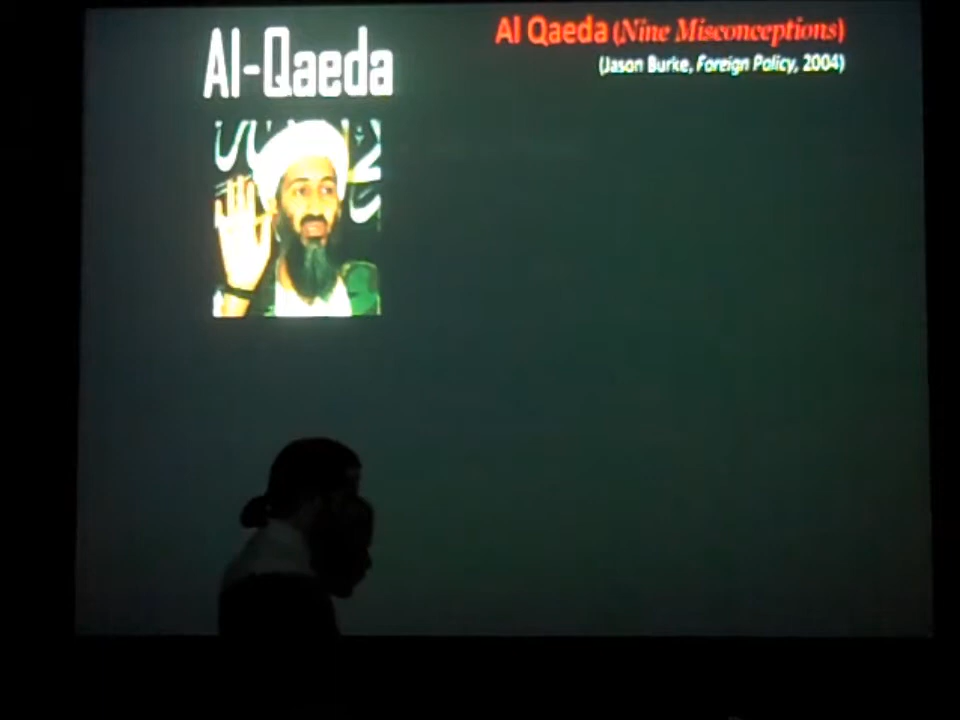 Al-Qaeda
Al Qaeda (Nine Misconceptions)
(Jason Burke, Foreign Policy, 2004)